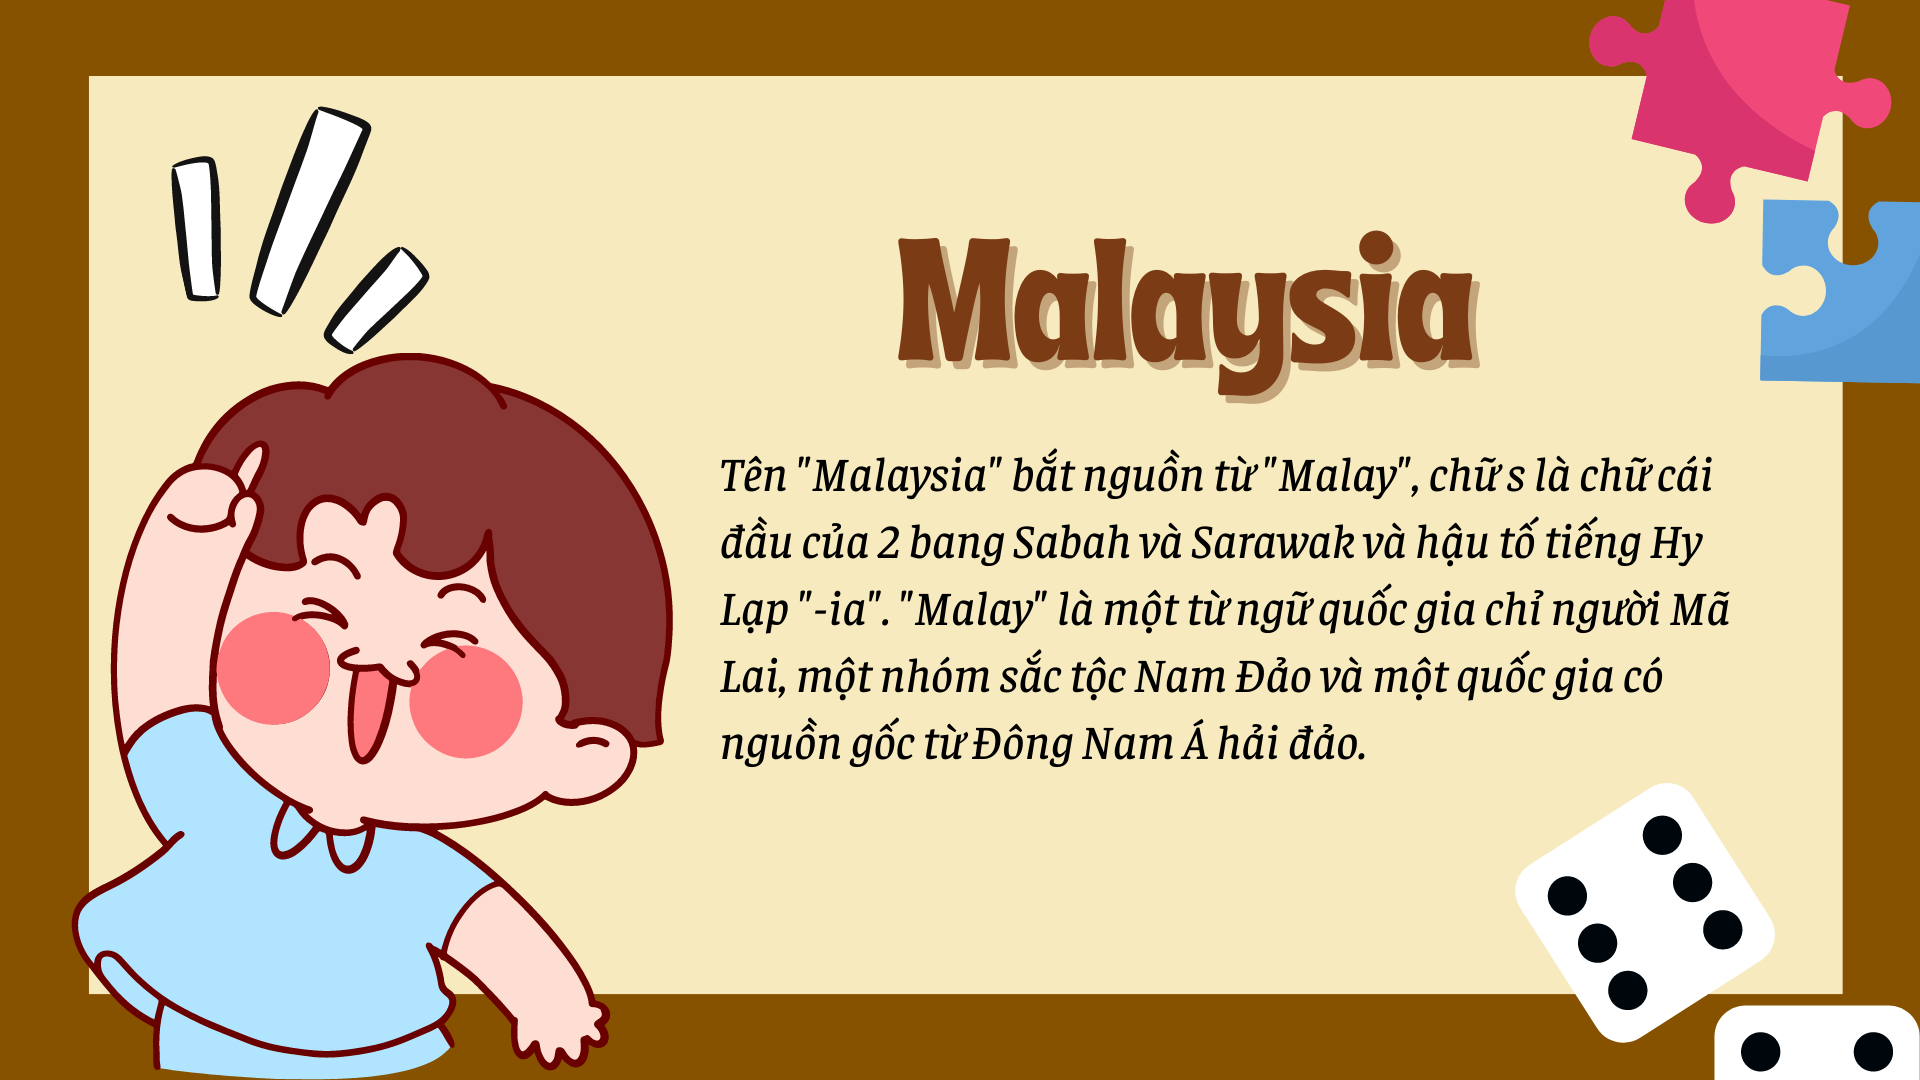 Malaysia
Tên "Malaysia" bắt nguồn từ "Malay", chữ s là chữ cái
đầu của 2 bang Sabah và Sarawak và hậu tố tiếng Hy
Lạp "-ia". "Malay" là một từ ngữ quốc gia chỉ người Mã
Lai, một nhóm sắc tộc Nam Đảo và một quốc gia có
nguồn gốc từ Đông Nam Á hải đảo.